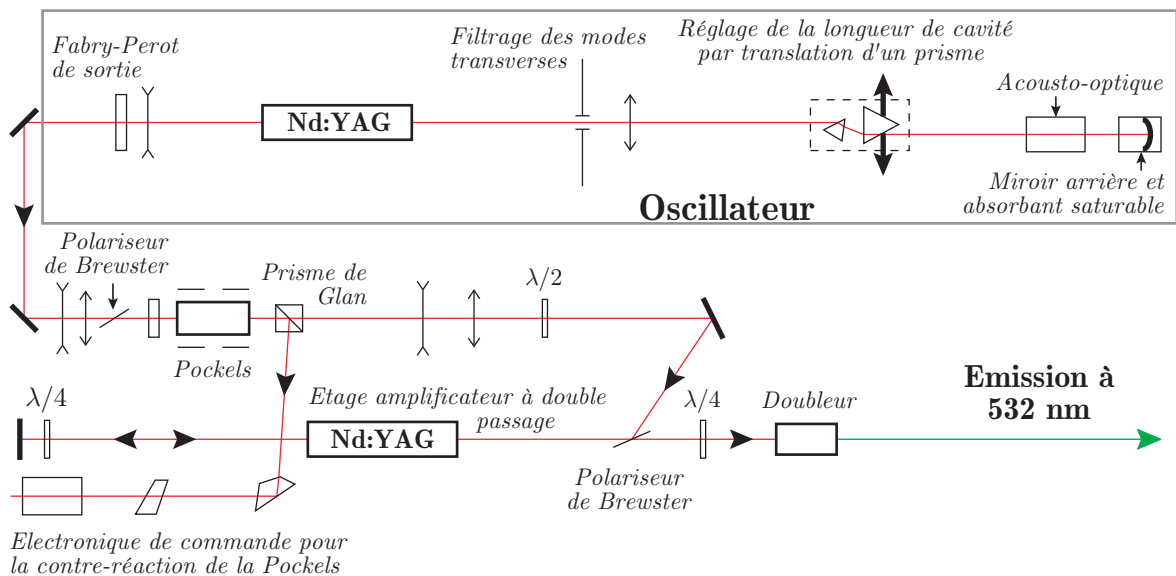 Fabry-Perot
de sortie
Filtrage des modes
transverses
Réglage de la longueur de cavité
par translation d'un prisme
Acousto-optique
Nd:YAG
Miroir arrière et
absorbant saturable
Oscillateur
Polariseur
de Brewster
Prisme de
Glan
λ/2
Pockels
λ/4
Etage amplificateur à double
passage
Nd:YAG
λ/4
Doubleur
Emission à
532 nm
Polariseur
de Brewster
Electronique de commande pour
la contre-réaction de la Pockels